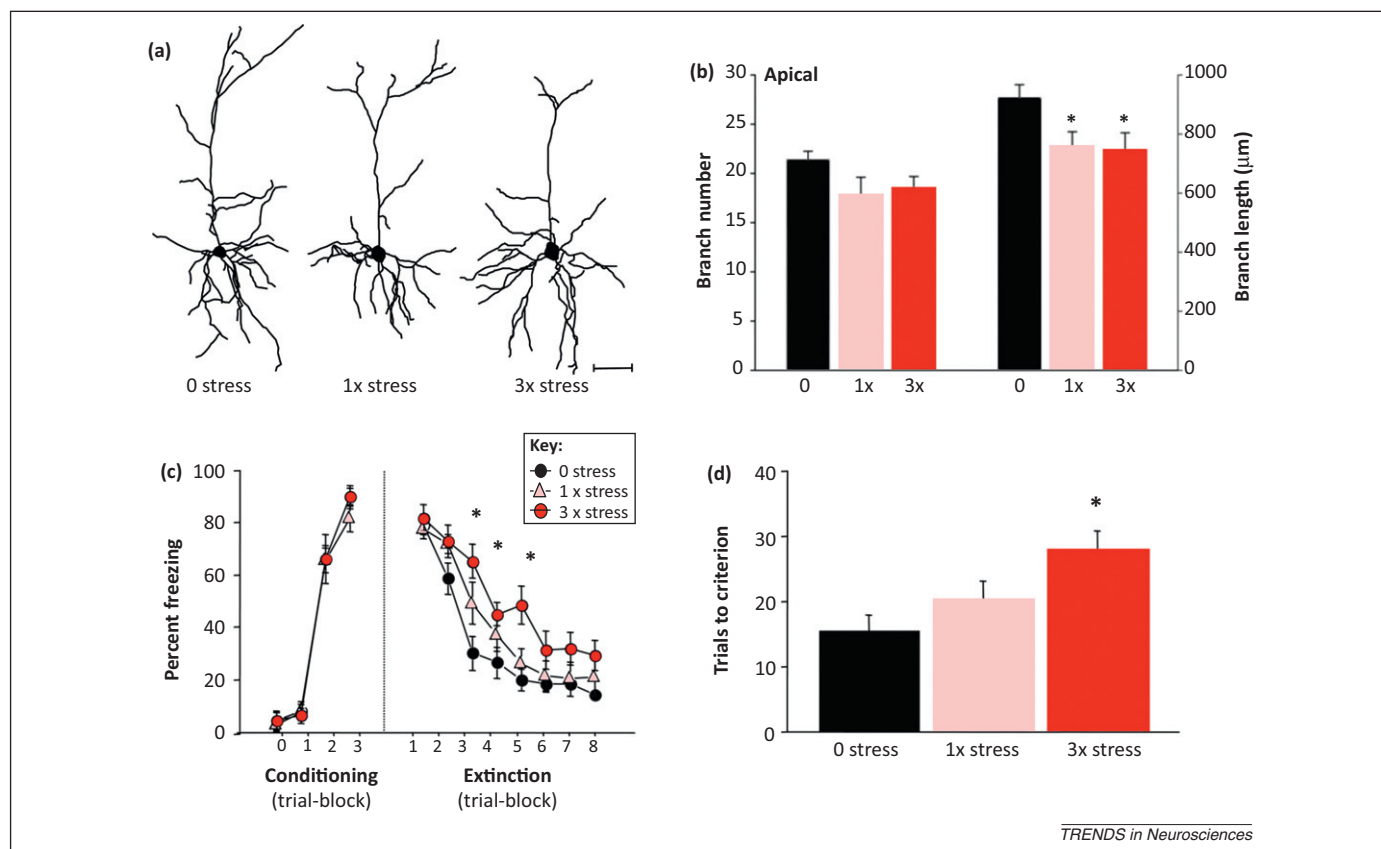 (a)
0 stress
1x stress
3x stress
(b)
Apical
30
25
20
15
10
5
0
Branch number
1000
800
600
400
200
0
Branch length (μm)
*
*
0
1x
3x
0
1x
3x
(c)
Key:
0 stress
1 x stress
3 x stress
100
80
60
40
20
0
Percent freezing
*
*
*
0 1 2 3
1 2 3 4 5 6 7 8
Conditioning
(trial-block)
Extinction
(trial-block)
(d)
40
30
20
10
0
Trials to criterion
*
0 stress
1x stress
3x stress
TRENDS in Neurosciences